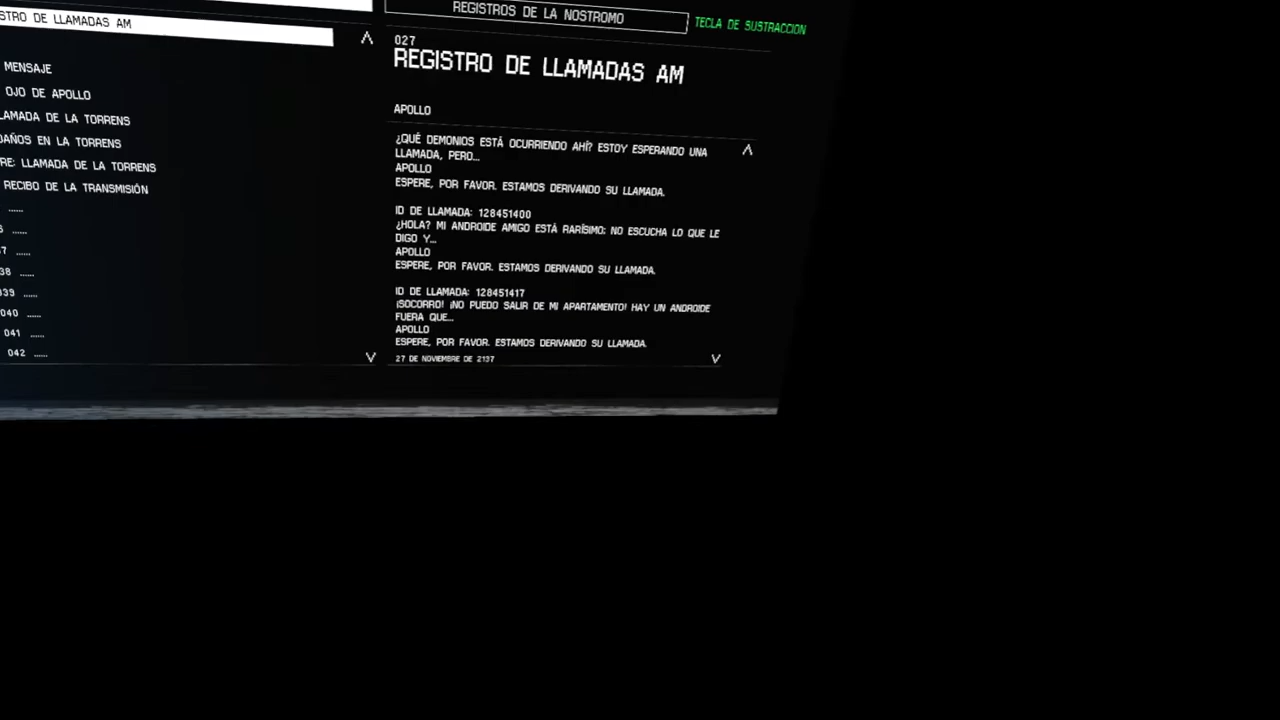 STRO DE LLAMADAS AM
MENSAJE
OJO DE APOLLO
LAMADA DE LA TORRENS
DAÑOS EN LA TORRENS
RE: LLAMADA DE LA TORRENS
RECIBO DE LA TRANSMISIÓN
......
6 ......
37 ......
038 ......
039 ......
040 ......
041 ......
042 ......
REGISTROS DE LA NOSTROMO
TECLA DE SUSTRACCION
027
REGISTRO DE LLAMADAS AM
APOLLO
¿QUÉ DEMONIOS ESTÁ OCURRIENDO AHÍ? ESTOY ESPERANDO UNA
LLAMADA, PERO...
APOLLO
ESPERE, POR FAVOR. ESTAMOS DERIVANDO SU LLAMADA.
ID DE LLAMADA: 128451400
¿HOLA? MI ANDROIDE AMIGO ESTÁ RARÍSIMO; NO ESCUCHA LO QUE LE
DIGO Y...
APOLLO
ESPERE, POR FAVOR. ESTAMOS DERIVANDO SU LLAMADA.
ID DE LLAMADA: 128451417
¡SOCORRO! ¡NO PUEDO SALIR DE MI APARTAMENTO! HAY UN ANDROIDE
FUERA QUE...
APOLLO
ESPERE, POR FAVOR. ESTAMOS DERIVANDO SU LLAMADA.
27 DE NOVIEMBRE DE 2137